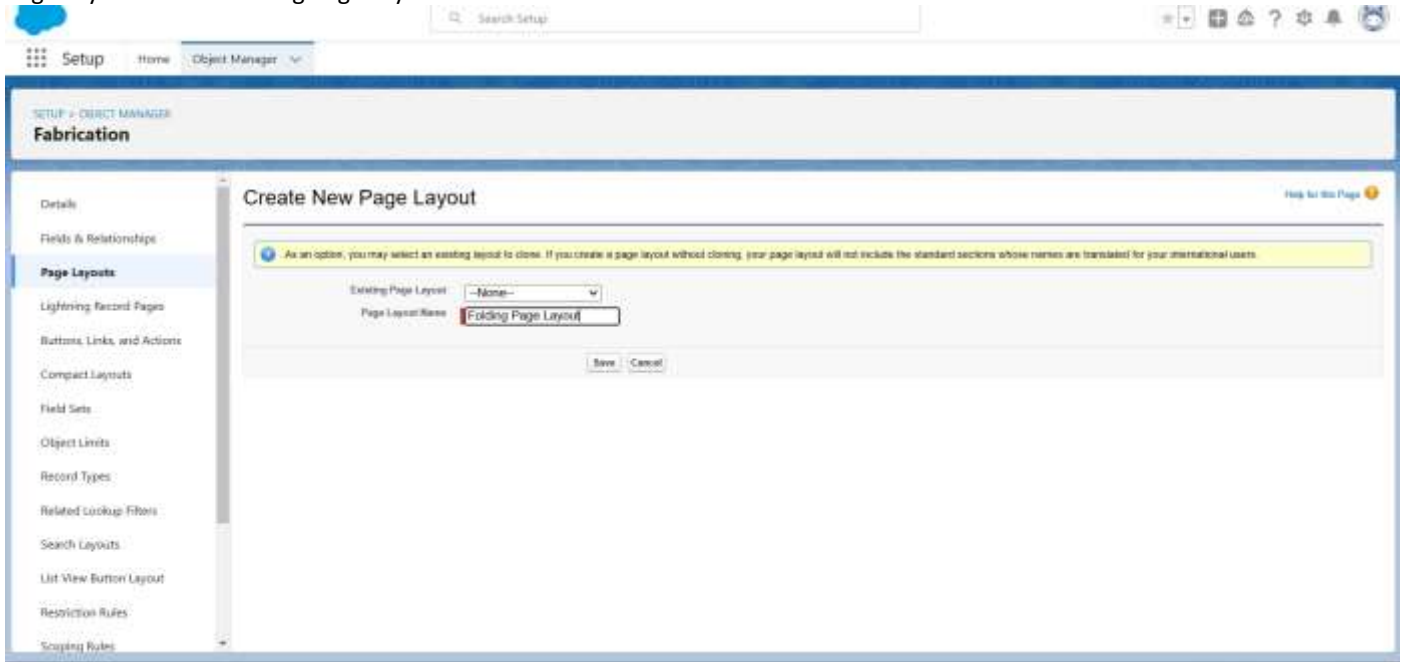 Search Setup
Setup Home Object Manager
SETUP > OBJECT MANAGER
Fabrication
Details
Fields & Relationships
Page Layouts
Lightning Record Pages
Buttons, Links, and Actions
Compact Layouts
Field Sets
Object Limits
Record Types
Related Lookup Filters
Search Layouts
List View Button Layout
Restriction Rules
Scoping Rules
Create New Page Layout
Help for this Page
As an option, you may select an existing layout to clone. If you create a page layout without cloning, your page layout will not include the standard sections whose names are translated for your international users.
Existing Page Layout --None--
Page Layout Name Folding Page Layout
Save Cancel